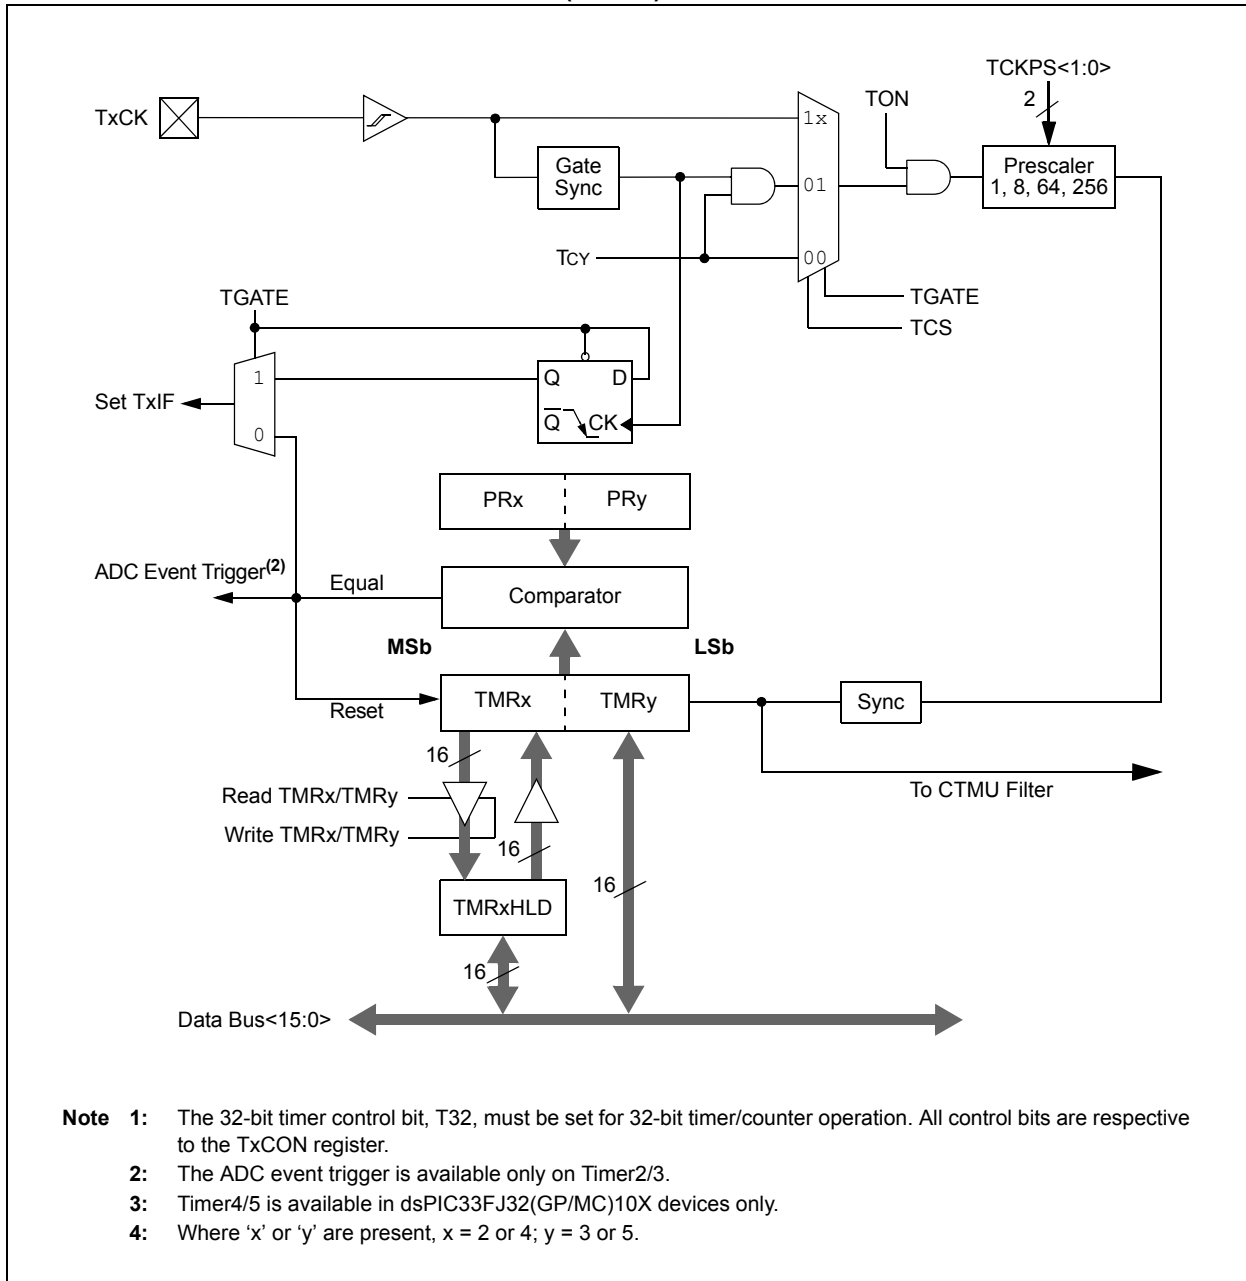 TCKPS<1:0>
TON
2
TxCK
1x
Gate
Sync
Prescaler
1, 8, 64, 256
01
TCY
00
TGATE
TGATE
TCS
1
Q
D
Set TxIF
Q
CK
0
PRx
PRy
ADC Event Trigger(2)
Equal
Comparator
MSb
LSb
TMRx
TMRy
Sync
Reset
16
Read TMRx/TMRy
To CTMU Filter
Write TMRx/TMRy
16
16
TMRxHLD
16
Data Bus<15:0>
Note 1: The 32-bit timer control bit, T32, must be set for 32-bit timer/counter operation. All control bits are respective
to the TxCON register.
2: The ADC event trigger is available only on Timer2/3.
3: Timer4/5 is available in dsPIC33FJ32(GP/MC)10X devices only.
4: Where ‘x’ or ‘y’ are present, x = 2 or 4; y = 3 or 5.